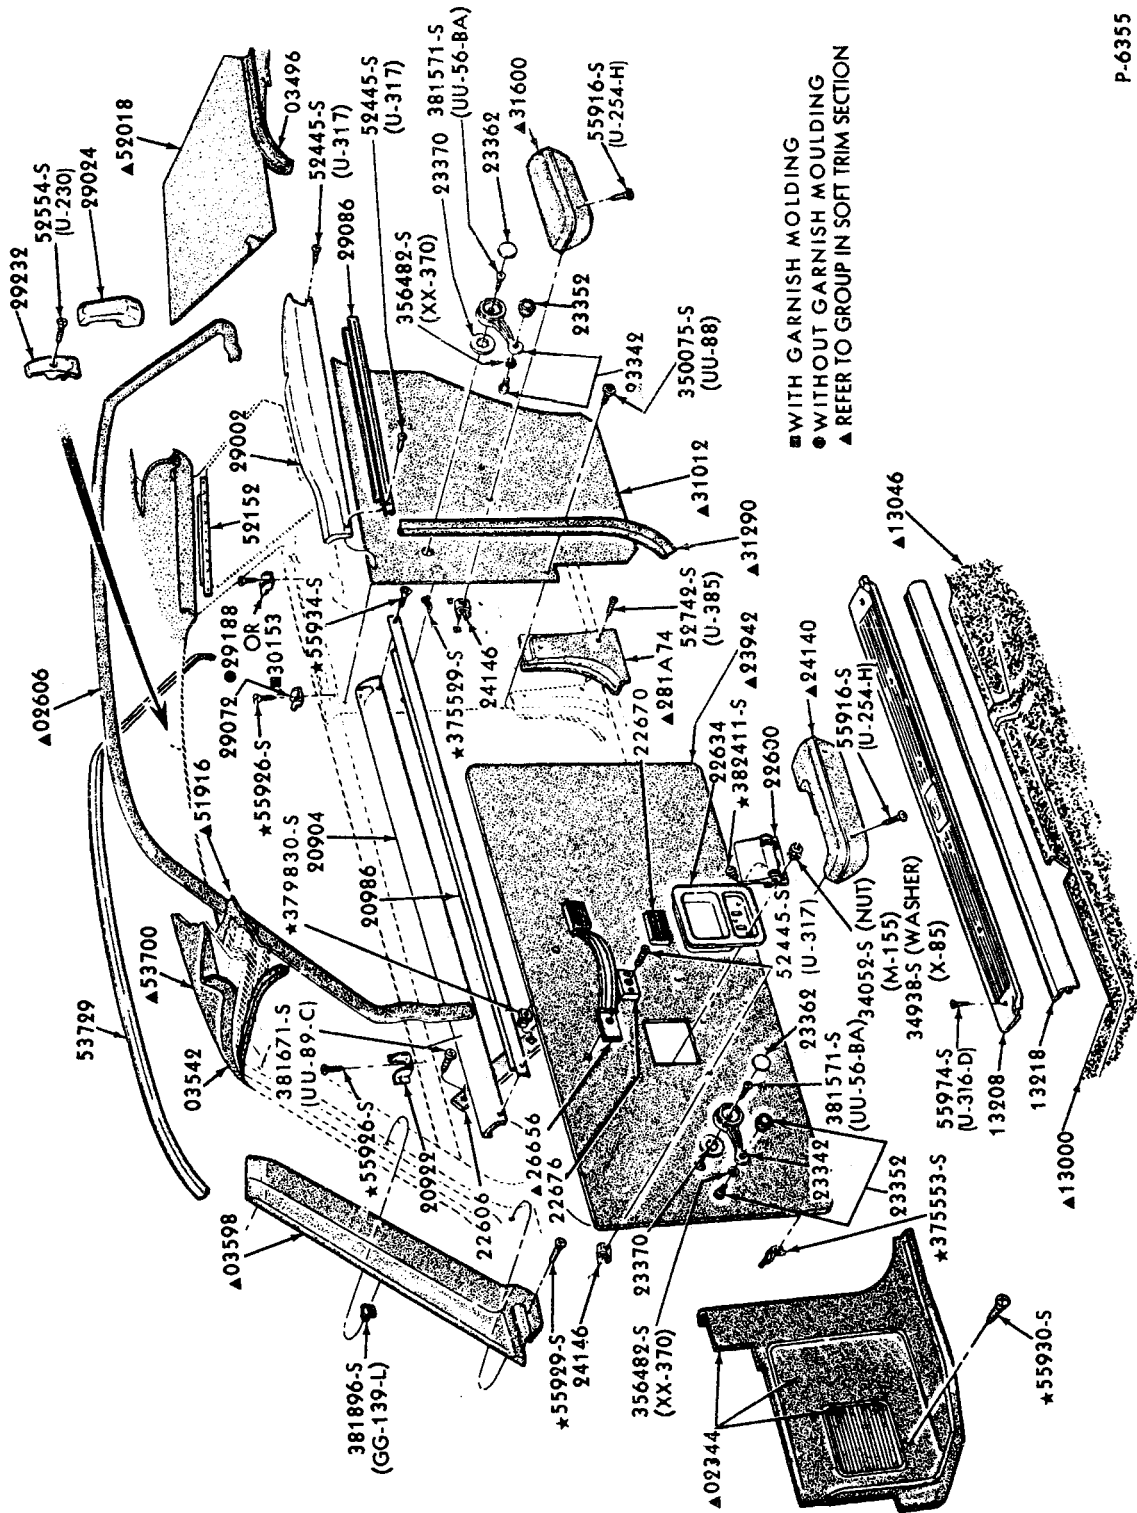 29232
52554-S
(U-230)
29024
▲52018
03496
52445-S
(U-317)
29086
52445-S
(U-317)
356482-S
(XX-370)
23370
381571-S
(UU-56-BA)
23362
▲31600
55916-S
(U-254-H)
23352
23342
350075-S
(UU-88)
▲02606
29002
52152
●29188
OR
■30153
29072
★55926-S
★55934-S
★375529-S
24146
▲31012
▲31290
52742-S
(U-385)
▲281A74
22670
▲23942
22634
★382411-S
22600
▲24140
55916-S
(U-254-H)
▲13046
■WITH GARNISH MOLDING
●WITHOUT GARNISH MOULDING
▲REFER TO GROUP IN SOFT TRIM SECTION
53729
▲53700
▲51916
★379830-S
20904
20986
03542
381671-S
(UU-89-C)
★55926-S
20922
22606
▲26656
22676
▲03598
381896-S
(GG-139-L)
★55929-S
24146
23370
356482-S
(XX-370)
23342
23352
★375553-S
52445-S
(U-317)
23362
381571-S
(UU-56-BA)
34052-S (NUT)
(M-155)
34938-S (WASHER)
(X-85)
55974-S
(U-316-D)
13208
13218
▲13000
▲02344
★55930-S
P-6355